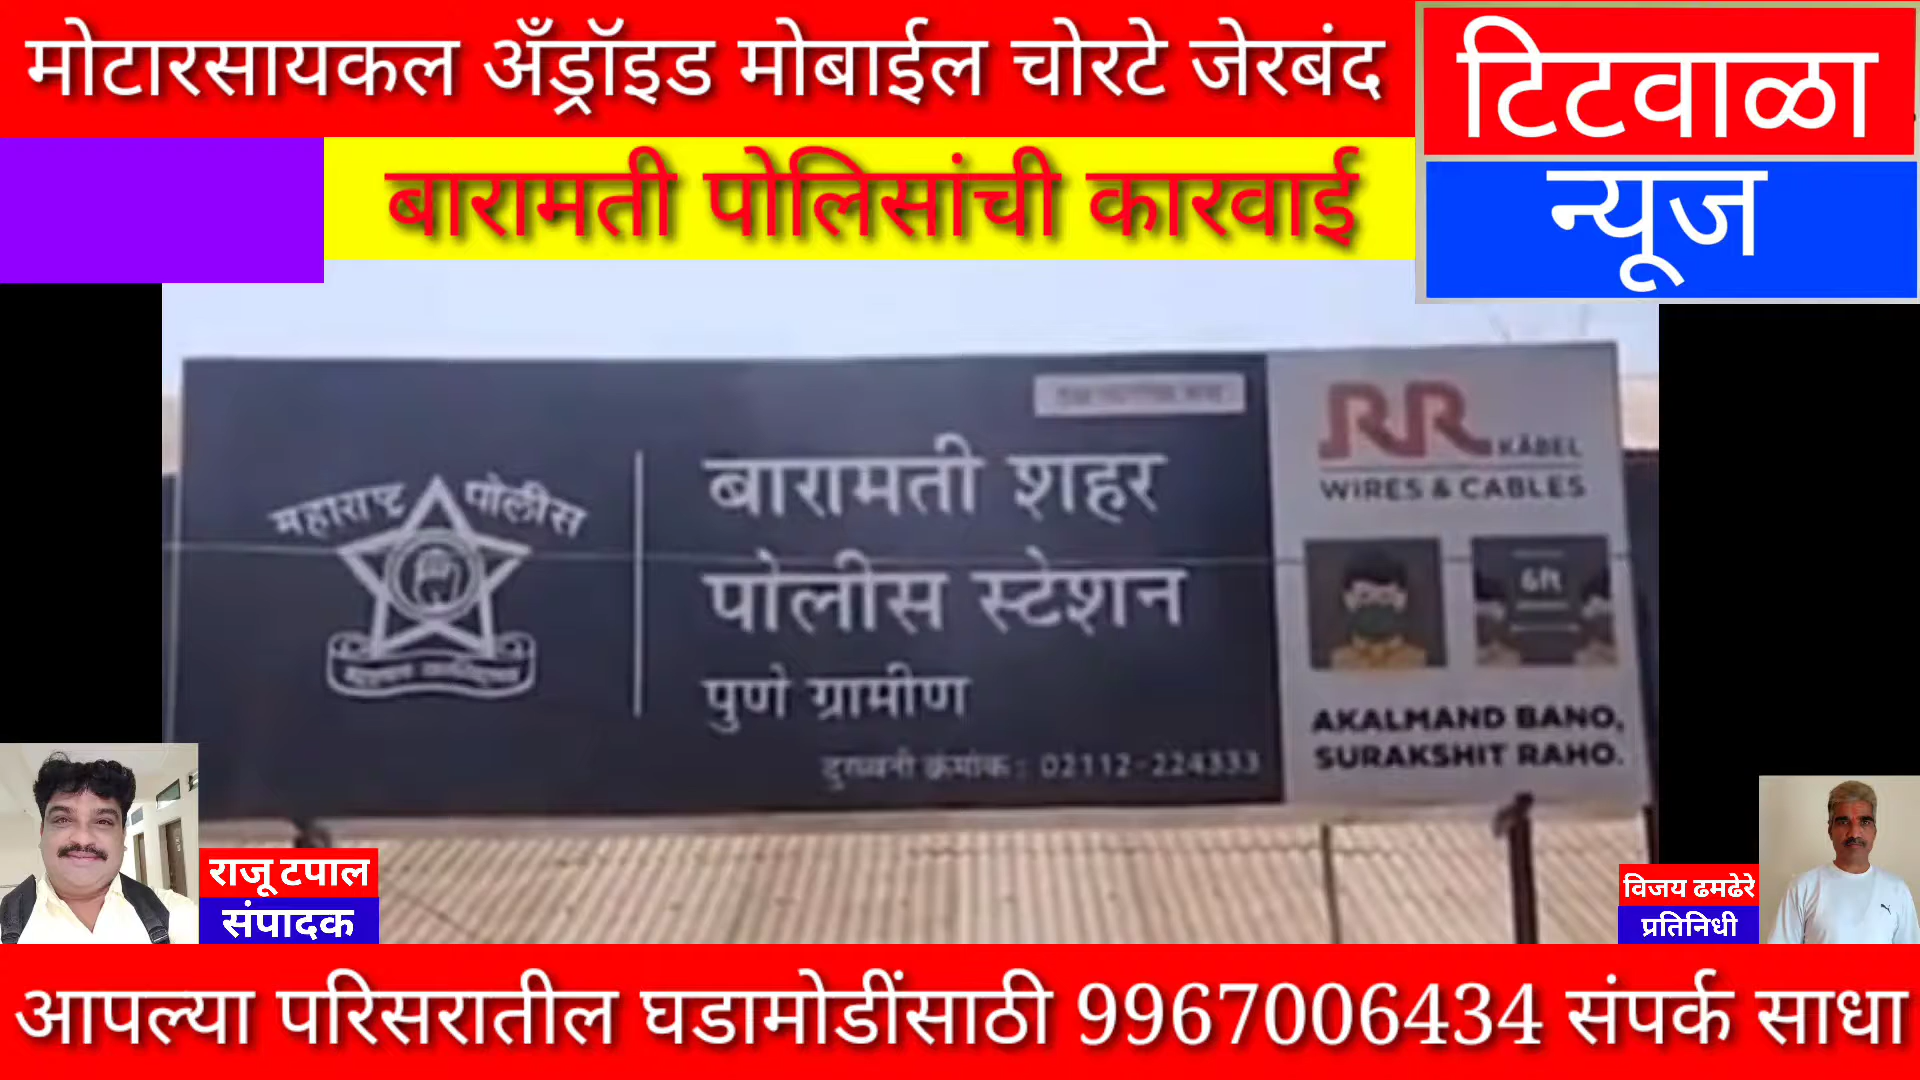 मोटारसायकल अँड्रॉइड मोबाईल चोरटे जेरबंद
टिटवाळा
न्यूज
बारामती पोलिसांची कारवाई
महाराष्ट्र पोलीस
बारामती शहर
पोलीस स्टेशन
पुणे ग्रामीण
दुरध्वनी क्रमांक : 02112-224333
RR KABEL
WIRES & CABLES
6ft
AKALMAND BANO,
SURAKSHIT RAHO.
राजू टपाल
संपादक
विजय ढमढेरे
प्रतिनिधी
आपल्या परिसरातील घडामोडींसाठी 9967006434 संपर्क साधा